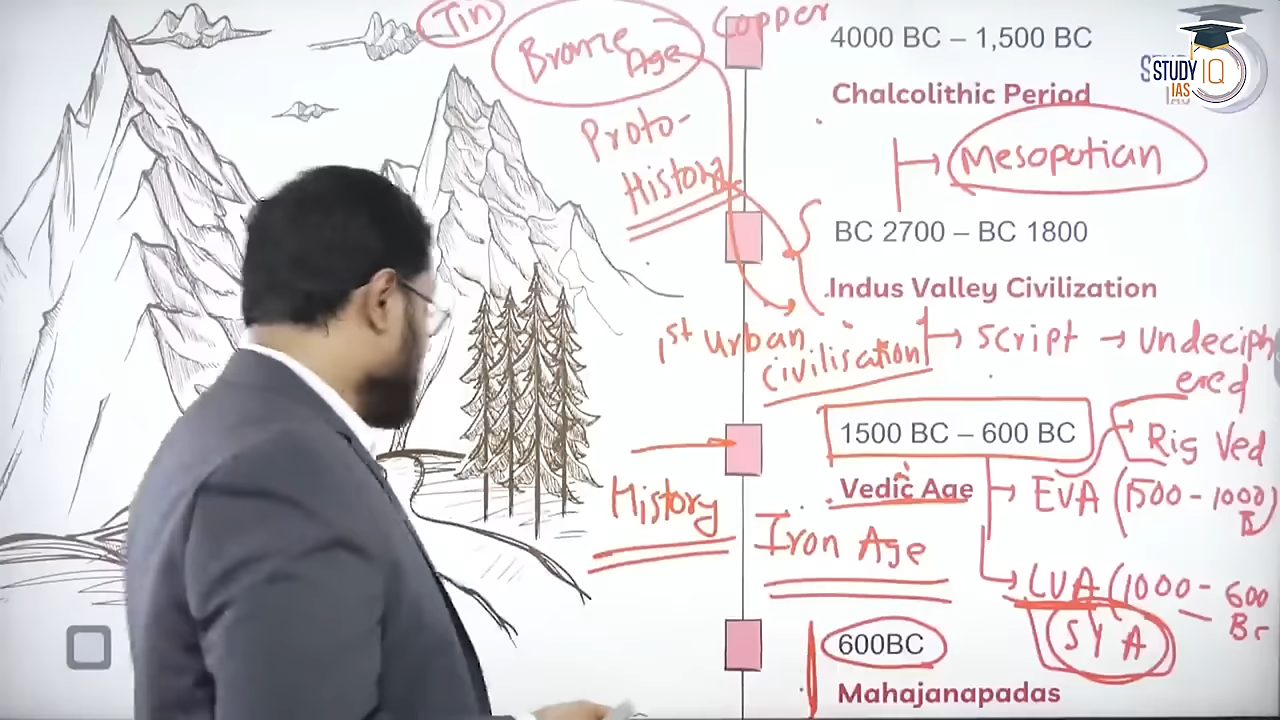 Tin
Bronze
Age
Copper
4000 BC – 1,500 BC
Chalcolithic Period
Proto-
History
Mesopotian
BC 2700 – BC 1800
Indus Valley Civilization
1st Urban
civilisation
script → Undeciph
ered
1500 BC – 600 BC
Rig Ved
Vedic Age
EVA (1500 - 1000)
History
Iron Age
LVA (1000 - 600
BC
SYA
600BC
Mahajanapadas
STUDY IQ
IAS